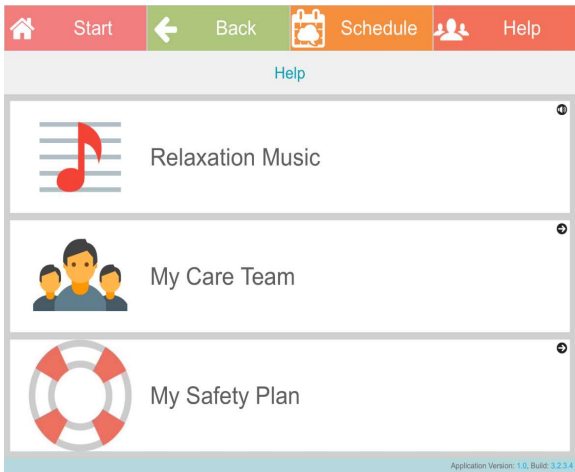 Start Back Schedule Help
Help
Relaxation Music
My Care Team
My Safety Plan
Application Version: 1.0, Build: 3.2.3.4